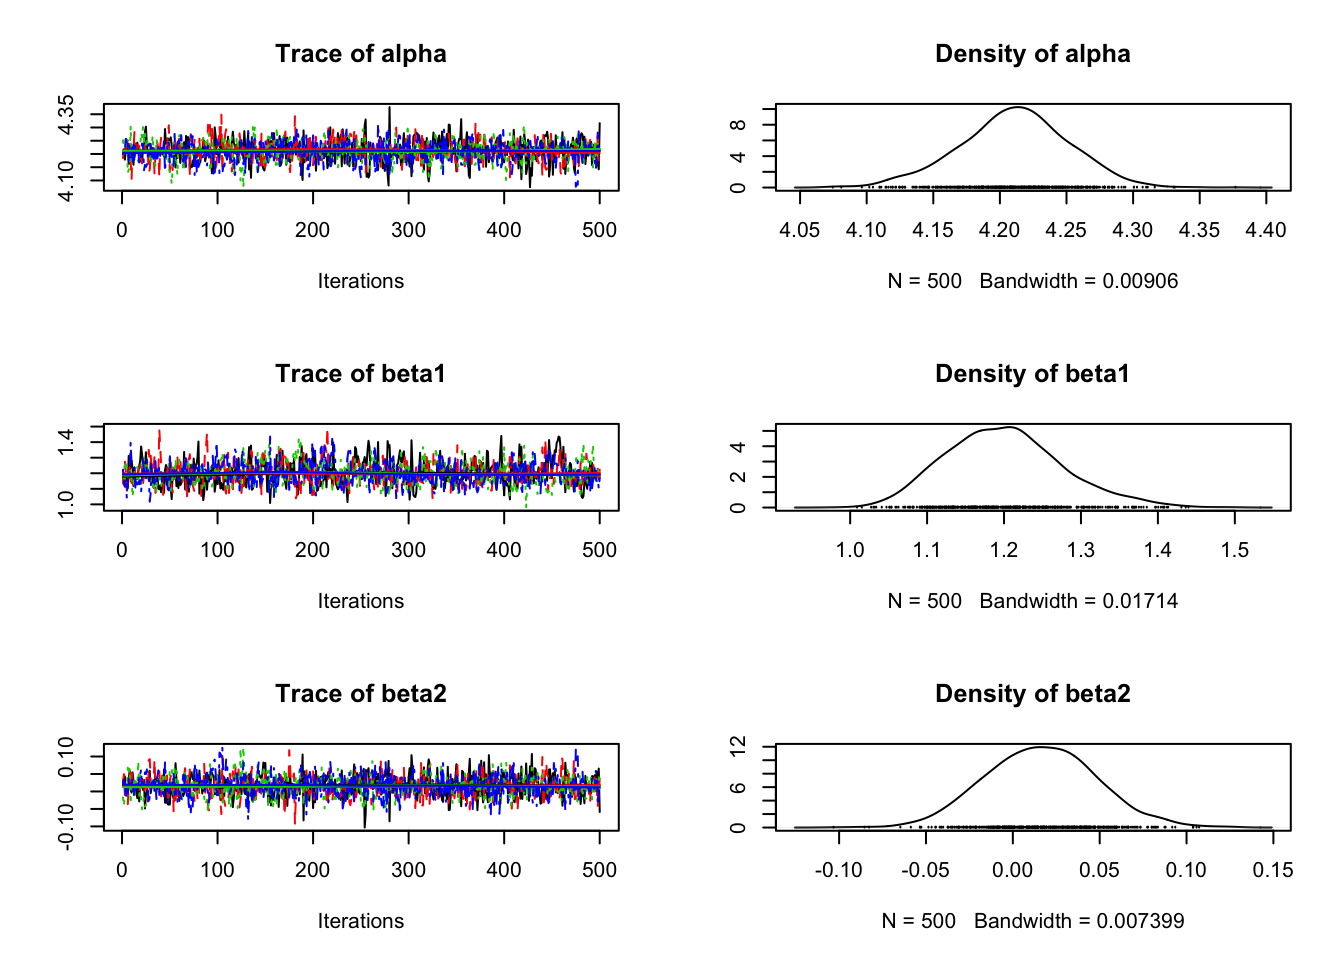 Trace of alpha
4.35
4.10
0 100 200 300 400 500
Iterations
Density of alpha
8
4
0
4.05 4.10 4.15 4.20 4.25 4.30 4.35 4.40
N = 500 Bandwidth = 0.00906
Trace of beta1
1.4
1.0
0 100 200 300 400 500
Iterations
Density of beta1
4
2
0
1.0 1.1 1.2 1.3 1.4 1.5
N = 500 Bandwidth = 0.01714
Trace of beta2
0.10
-0.10
0 100 200 300 400 500
Iterations
Density of beta2
12
6
0
-0.10 -0.05 0.00 0.05 0.10 0.15
N = 500 Bandwidth = 0.007399